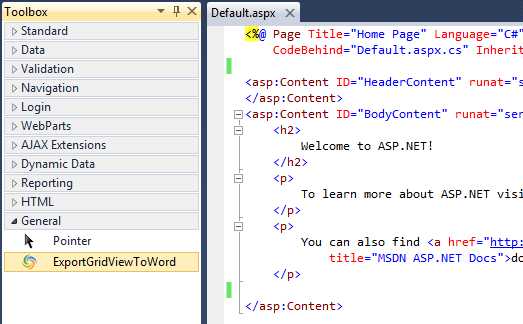 Toolbox
Standard
Data
Validation
Navigation
Login
WebParts
AJAX Extensions
Dynamic Data
Reporting
HTML
General
Pointer
ExportGridViewToWord
Default.aspx
<%@ Page Title="Home Page" Language="C#"
CodeBehind="Default.aspx.cs" Inherit
<asp:Content ID="HeaderContent" runat="s
</asp:Content>
<asp:Content ID="BodyContent" runat="ser
<h2>
Welcome to ASP.NET!
</h2>
<p>
To learn more about ASP.NET visi
</p>
<p>
You can also find <a href="http:
title="MSDN ASP.NET Docs">do
</p>
</asp:Content>